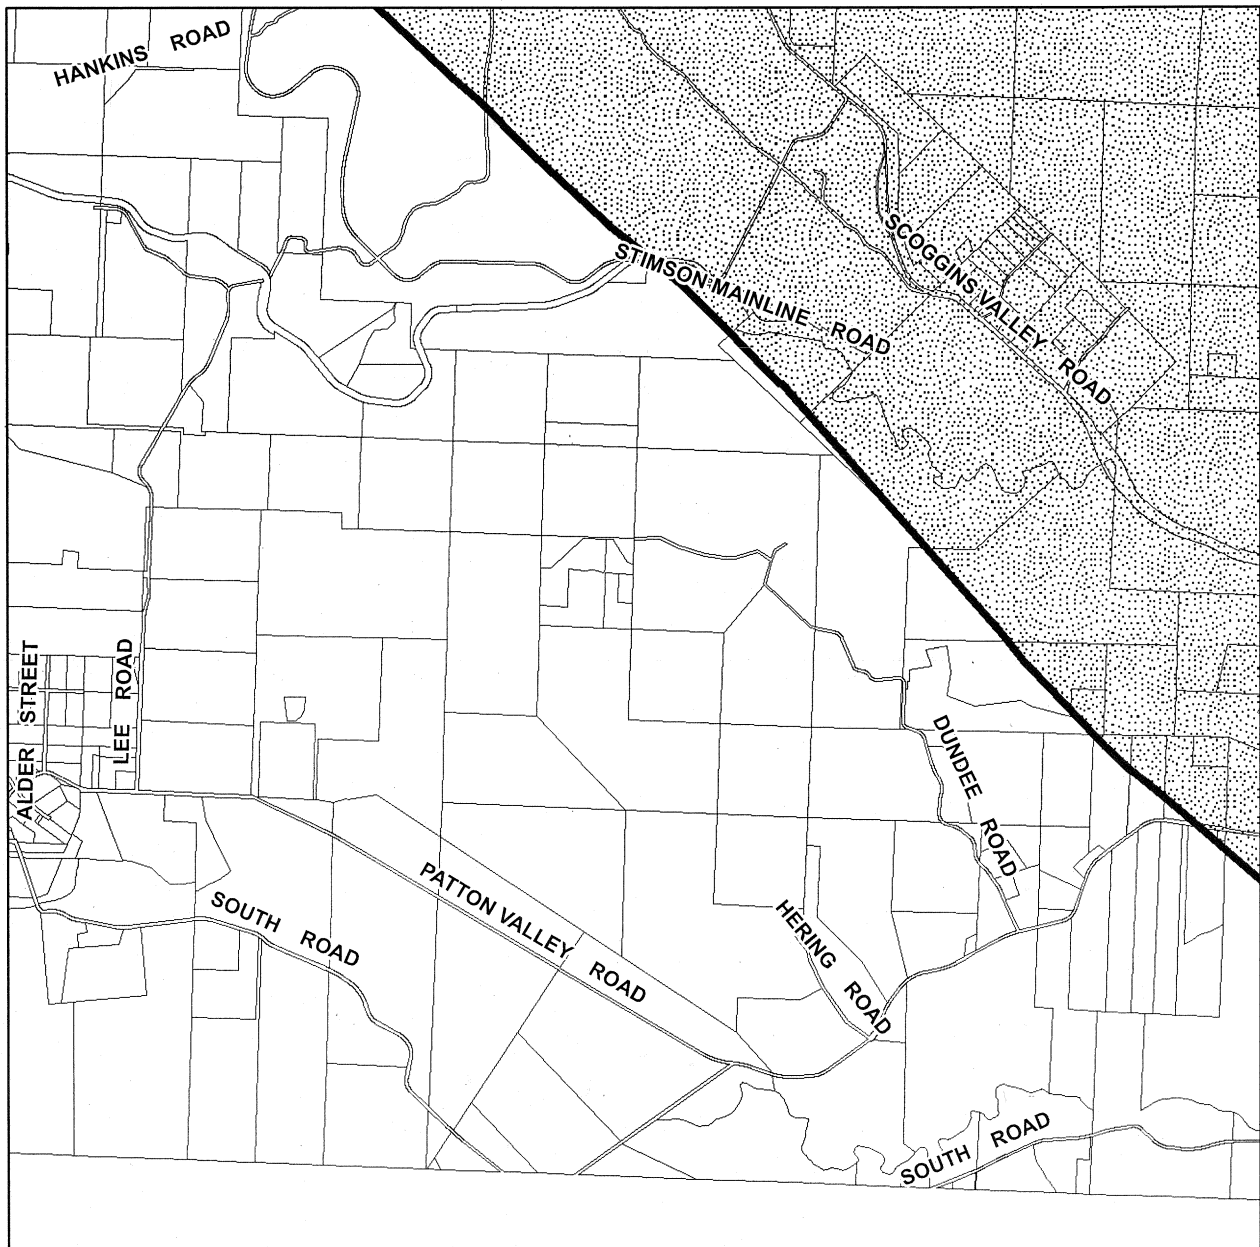 HANKINS ROAD
STIMSON MAINLINE ROAD
SCOGGINS VALLEY ROAD
ALDER STREET
LEE ROAD
DUNDEE ROAD
PATTON VALLEY ROAD
SOUTH ROAD
HERING ROAD
SOUTH ROAD